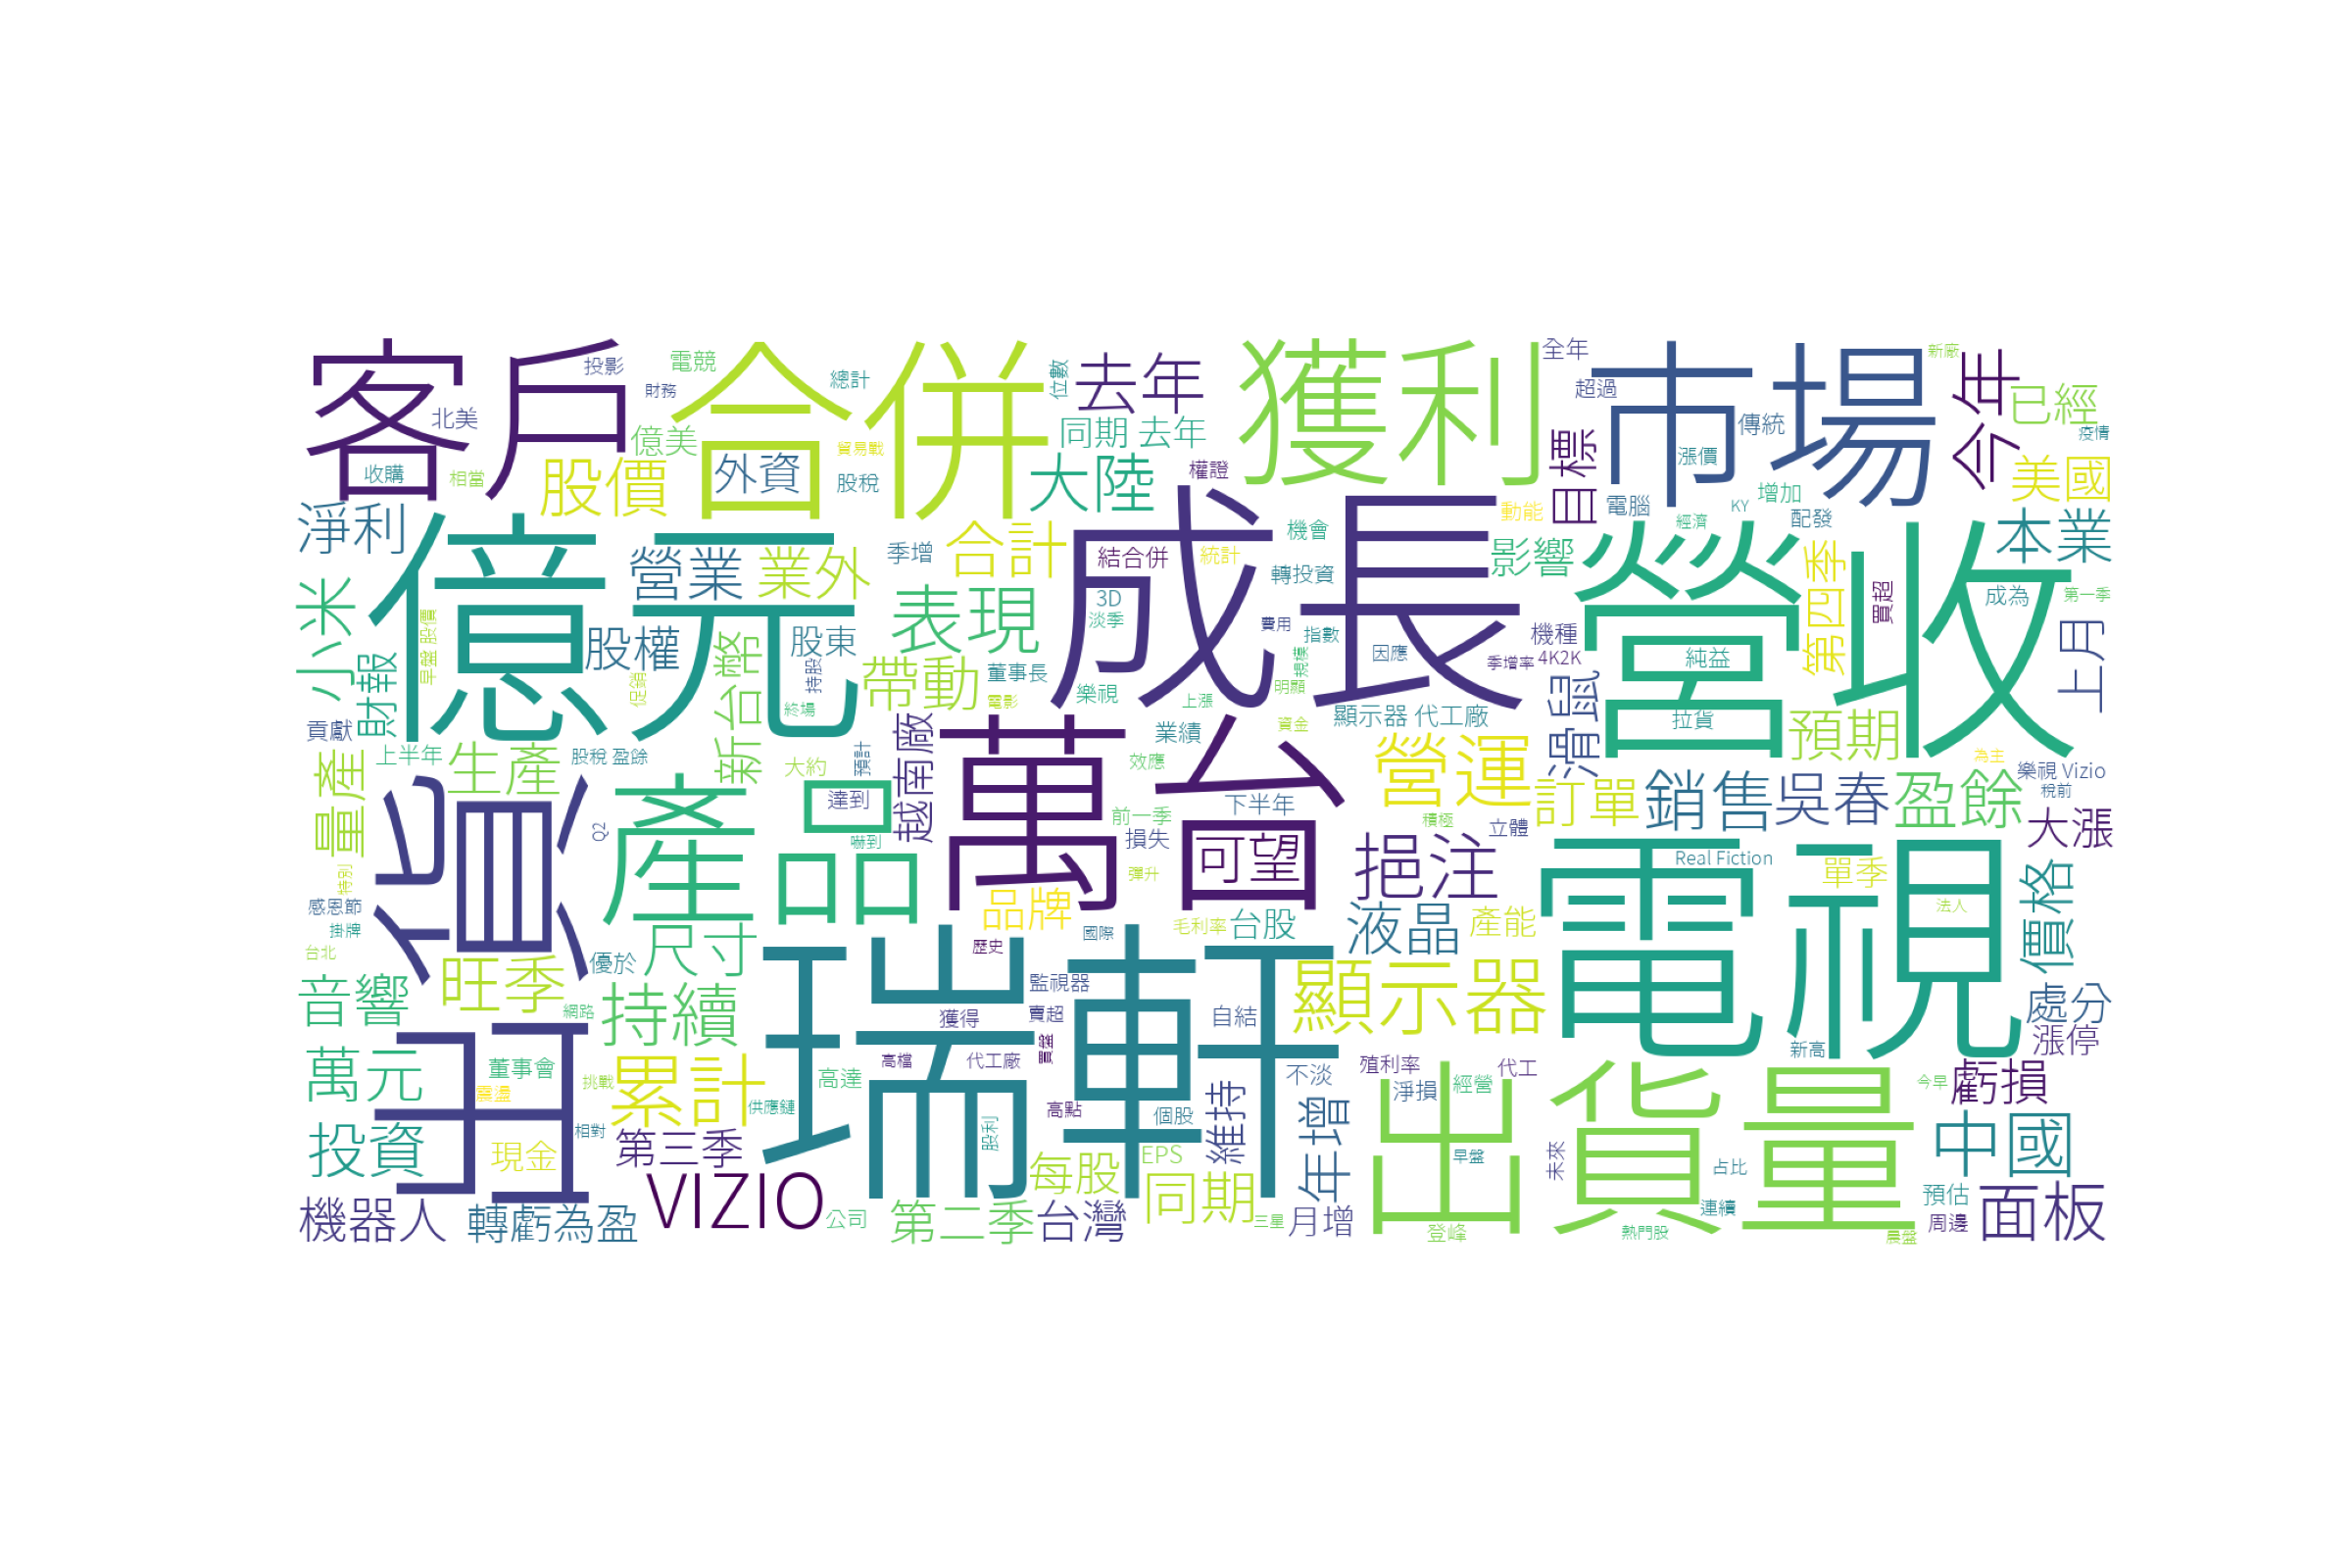 客戶
投影
電競
財務
合併
總計
位數
去年
獲利
全年
市場
新廠
今年
北美
億美
貿易戰
同期 去年
超過
傳統
已經
疫情
收購
相當
股價
外資
股稅
大陸
權證
目標
漲價
美國
淨利
億元
營業
業外
季增
合計
成長
結合併
統計
機會
動能
影響
電腦
增加
KY
經濟
配發
營收
本業
轉投資
第四季
買超
成為
第一季
小米
財報
早盤 股價
股權
新台幣
股東
表現
3D
淡季
費用
指數
機種
純益
上月
促銷
持股
帶動
董事長
規模
因應
季增率
4K2K
樂視
明顯
電影
終場
上漲
滑鼠
拉貨
預期
貢獻
上半年
生產
股稅 盈餘
預計
越南廠
萬台
業績
資金
顯示器 代工廠
營運
為主
樂視 Vizio
量產
大約
效應
達到
下半年
訂單
銷售
吳春
盈餘
稅前
Q2
產品
嚇到
前一季
損失
可望
積極
立體
大漲
挹注
電視
Real Fiction
單季
價格
特別
彈升
感恩節
掛牌
品牌
液晶
產能
法人
台北
旺季
優於
尺寸
瑞軒
歷史
國際
毛利率
台股
音響
網路
持續
監視器
顯示器
處分
獲得
賣超
自結
漲停
新高
萬元
董事會
震盪
挑戰
累計
高達
高檔
代工廠
買盤
不淡
殖利率
淨損
經營
代工
出貨量
今早
虧損
供應鏈
高點
個股
維持
年增
投資
現金
相對
第三季
股利
EPS
早盤
未來
占比
中國
每股
機器人
轉虧為盈
VIZIO
公司
第二季
台灣
同期
三星
月增
登峰
熱門股
連續
預估
周邊
晨盤
面板